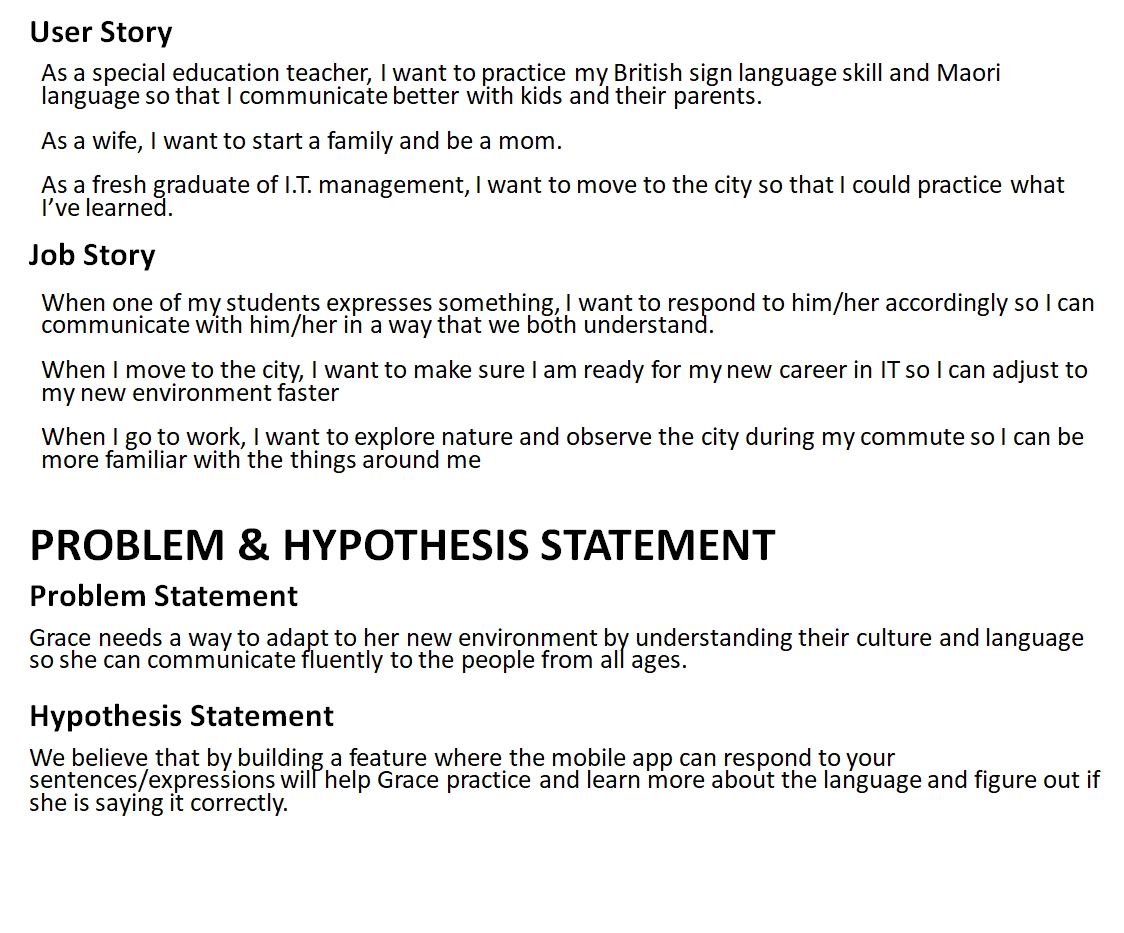 User Story
As a special education teacher, I want to practice my British sign language skill and Maori
language so that I communicate better with kids and their parents.
As a wife, I want to start a family and be a mom.
As a fresh graduate of I.T. management, I want to move to the city so that I could practice what
I’ve learned.
Job Story
When one of my students expresses something, I want to respond to him/her accordingly so I can
communicate with him/her in a way that we both understand.
When I move to the city, I want to make sure I am ready for my new career in IT so I can adjust to
my new environment faster
When I go to work, I want to explore nature and observe the city during my commute so I can be
more familiar with the things around me
PROBLEM & HYPOTHESIS STATEMENT
Problem Statement
Grace needs a way to adapt to her new environment by understanding their culture and language
so she can communicate fluently to the people from all ages.
Hypothesis Statement
We believe that by building a feature where the mobile app can respond to your
sentences/expressions will help Grace practice and learn more about the language and figure out if
she is saying it correctly.